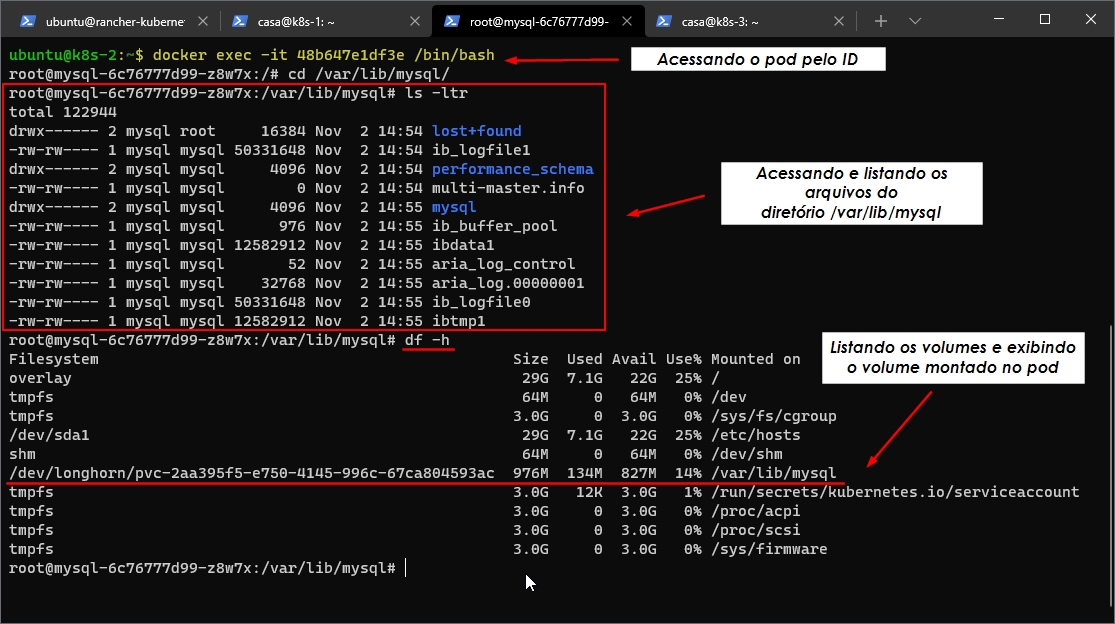 ubuntu@rancher-kuberne
casa@k8s-1: ~
root@mysql-6c76777d99-
casa@k8s-3: ~
ubuntu@k8s-2:~$ docker exec -it 48b647e1df3e /bin/bash
Acessando o pod pelo ID
root@mysql-6c76777d99-z8w7x:/# cd /var/lib/mysql/
root@mysql-6c76777d99-z8w7x:/var/lib/mysql# ls -ltr
total 122944
drwx------ 2 mysql root     16384 Nov  2 14:54 lost+found
-rw-rw---- 1 mysql mysql 50331648 Nov  2 14:54 ib_logfile1
drwx------ 2 mysql mysql     4096 Nov  2 14:54 performance_schema
-rw-rw---- 1 mysql mysql        0 Nov  2 14:54 multi-master.info
drwx------ 2 mysql mysql     4096 Nov  2 14:55 mysql
-rw-rw---- 1 mysql mysql      976 Nov  2 14:55 ib_buffer_pool
-rw-rw---- 1 mysql mysql 12582912 Nov  2 14:55 ibdata1
-rw-rw---- 1 mysql mysql       52 Nov  2 14:55 aria_log_control
-rw-rw---- 1 mysql mysql    32768 Nov  2 14:55 aria_log.00000001
-rw-rw---- 1 mysql mysql 50331648 Nov  2 14:55 ib_logfile0
-rw-rw---- 1 mysql mysql 12582912 Nov  2 14:55 ibtmp1
Acessando e listando os
arquivos do
diretório /var/lib/mysql
root@mysql-6c76777d99-z8w7x:/var/lib/mysql# df -h
Filesystem                                              Size  Used Avail Use% Mounted on
overlay                                                  29G  7.1G   22G  25% /
tmpfs                                                    64M     0   64M   0% /dev
tmpfs                                                   3.0G     0  3.0G   0% /sys/fs/cgroup
/dev/sda1                                                29G  7.1G   22G  25% /etc/hosts
shm                                                      64M     0   64M   0% /dev/shm
/dev/longhorn/pvc-2aa395f5-e750-4145-996c-67ca804593ac  976M  134M  827M  14% /var/lib/mysql
tmpfs                                                   3.0G   12K  3.0G   1% /run/secrets/kubernetes.io/serviceaccount
tmpfs                                                   3.0G     0  3.0G   0% /proc/acpi
tmpfs                                                   3.0G     0  3.0G   0% /proc/scsi
tmpfs                                                   3.0G     0  3.0G   0% /sys/firmware
Listando os volumes e exibindo
o volume montado no pod
root@mysql-6c76777d99-z8w7x:/var/lib/mysql#